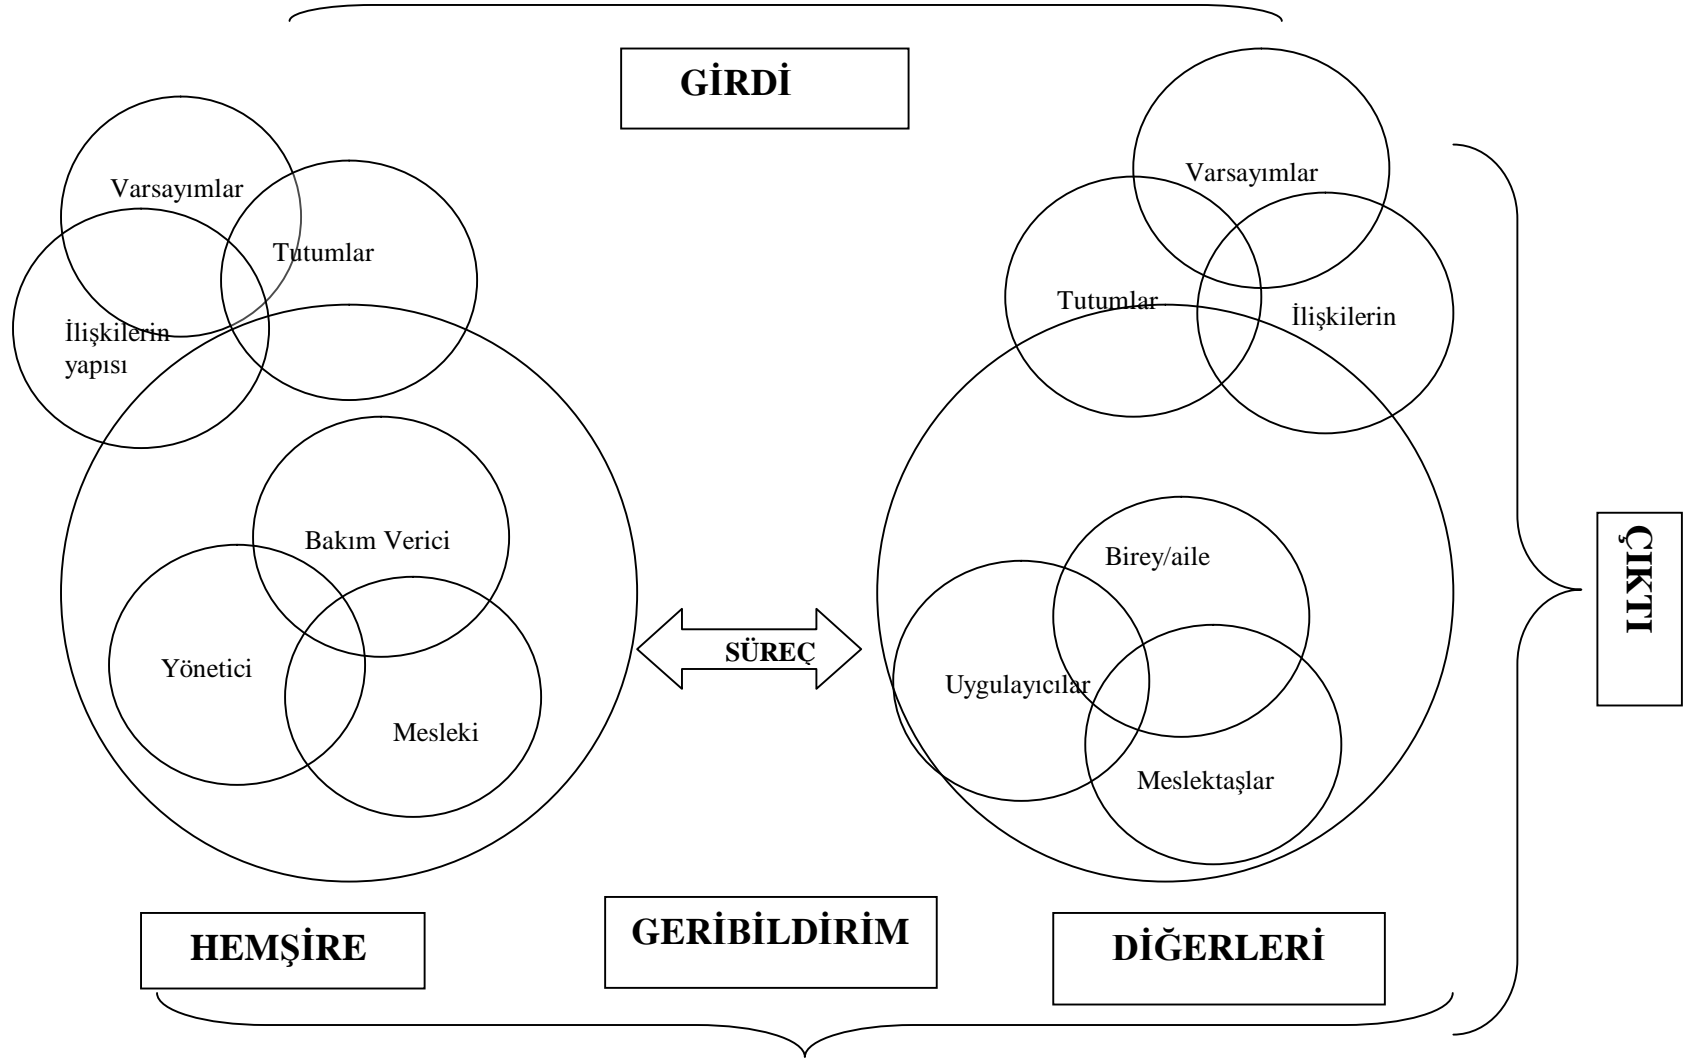 GİRDİ
Varsayımlar
Tutumlar
İlişkilerin
yapısı
Varsayımlar
Tutumlar
İlişkilerin
Bakım Verici
Yönetici
Mesleki
SÜREÇ
Birey/aile
Uygulayıcılar
Meslektaşlar
ÇIKTI
HEMŞİRE
GERİBİLDİRİM
DİĞERLERİ